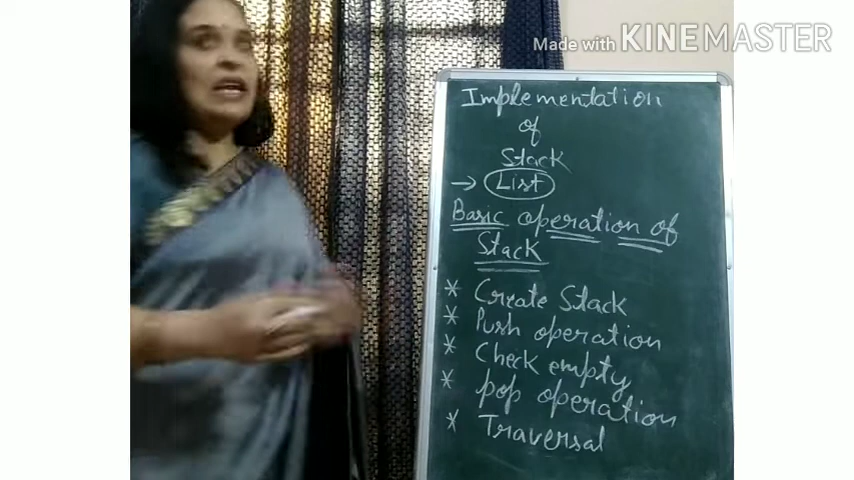 Made with KINEMASTER
Implementation
of
Stack
→ List
Basic operation of
Stack
* Create Stack
* Push operation
* Check empty
* pop operation
* Traversal